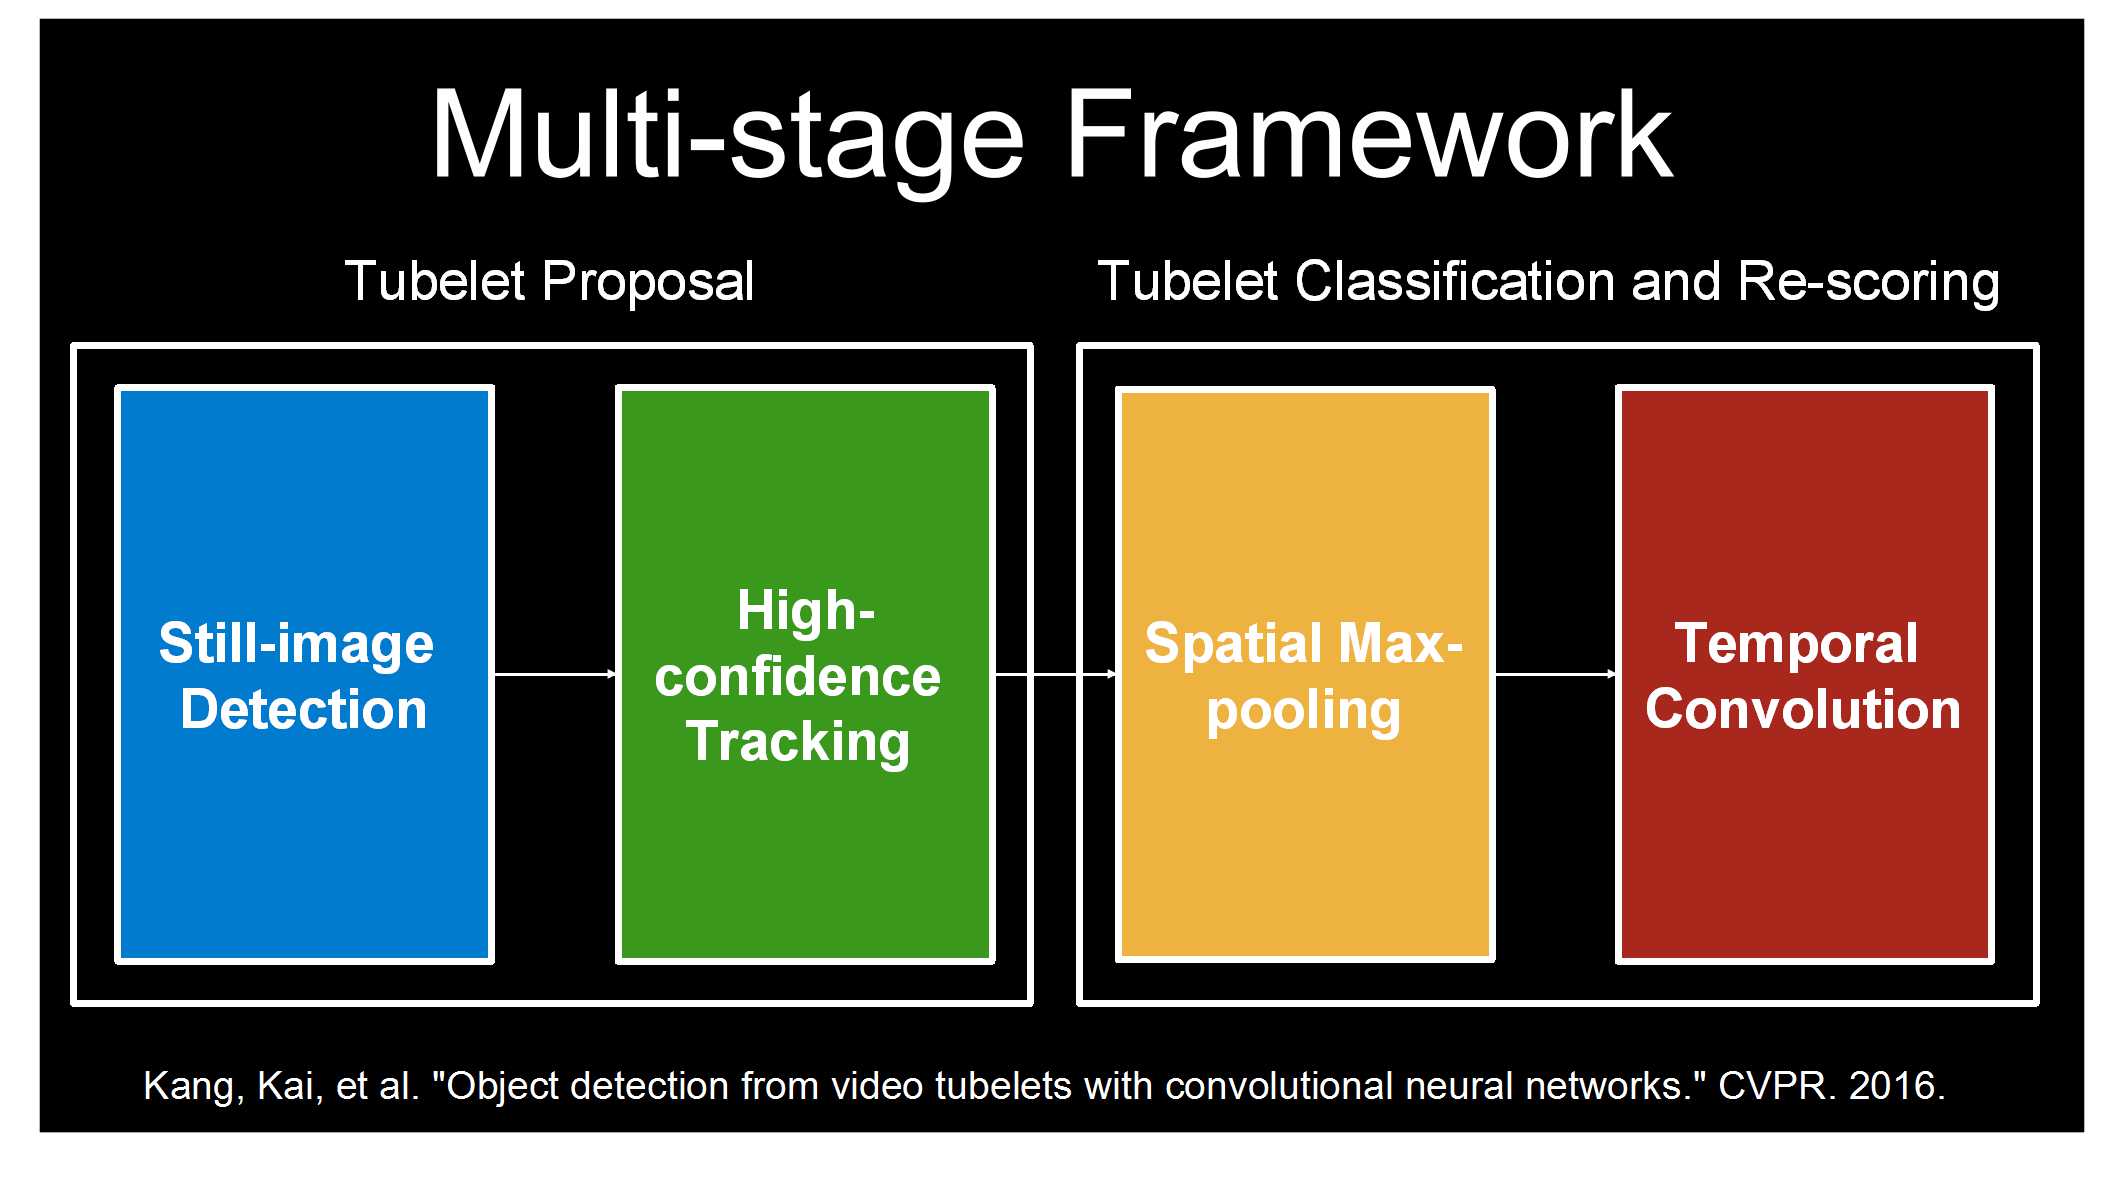 Multi-stage Framework
Tubelet Proposal
Tubelet Classification and Re-scoring
Still-image
Detection
High-
confidence
Tracking
Spatial Max-
pooling
Temporal
Convolution
Kang, Kai, et al. "Object detection from video tubelets with convolutional neural networks." CVPR. 2016.